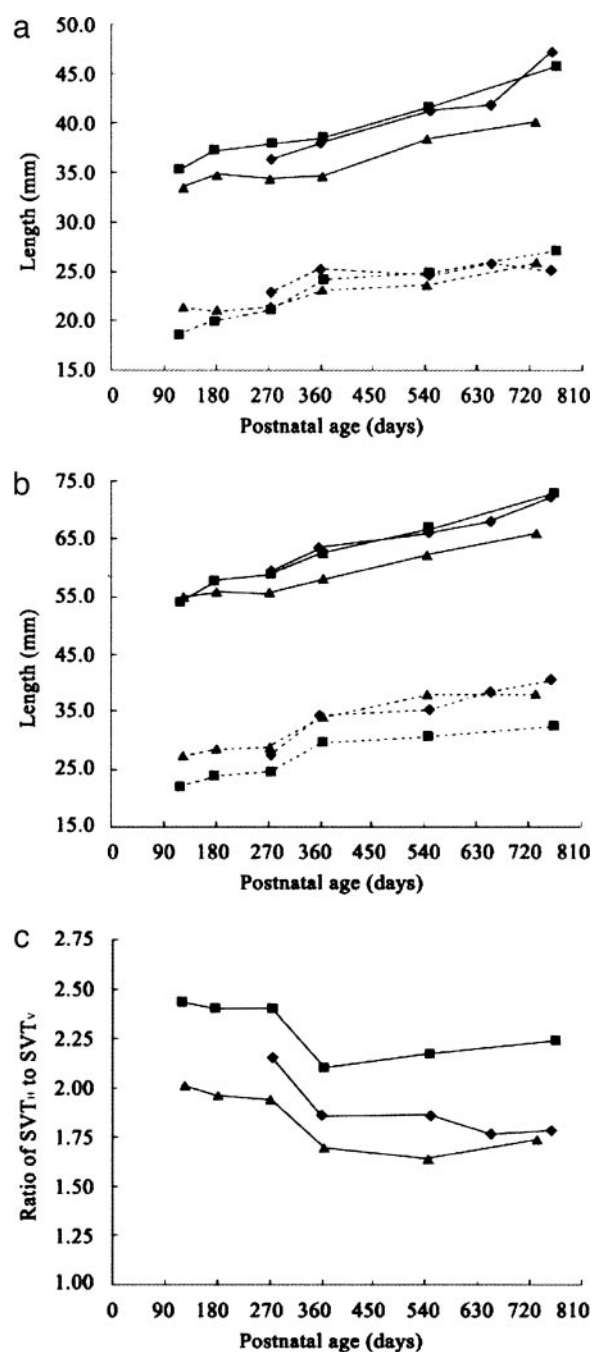 a
50.0
45.0
40.0
35.0
30.0
25.0
20.0
15.0
Length (mm)
0 90 180 270 360 450 540 630 720 810
Postnatal age (days)
b
75.0
65.0
55.0
45.0
35.0
25.0
15.0
Length (mm)
0 90 180 270 360 450 540 630 720 810
Postnatal age (days)
c
2.75
2.50
2.25
2.00
1.75
1.50
1.25
1.00
Ratio of SVTH to SVTV
0 90 180 270 360 450 540 630 720 810
Postnatal age (days)